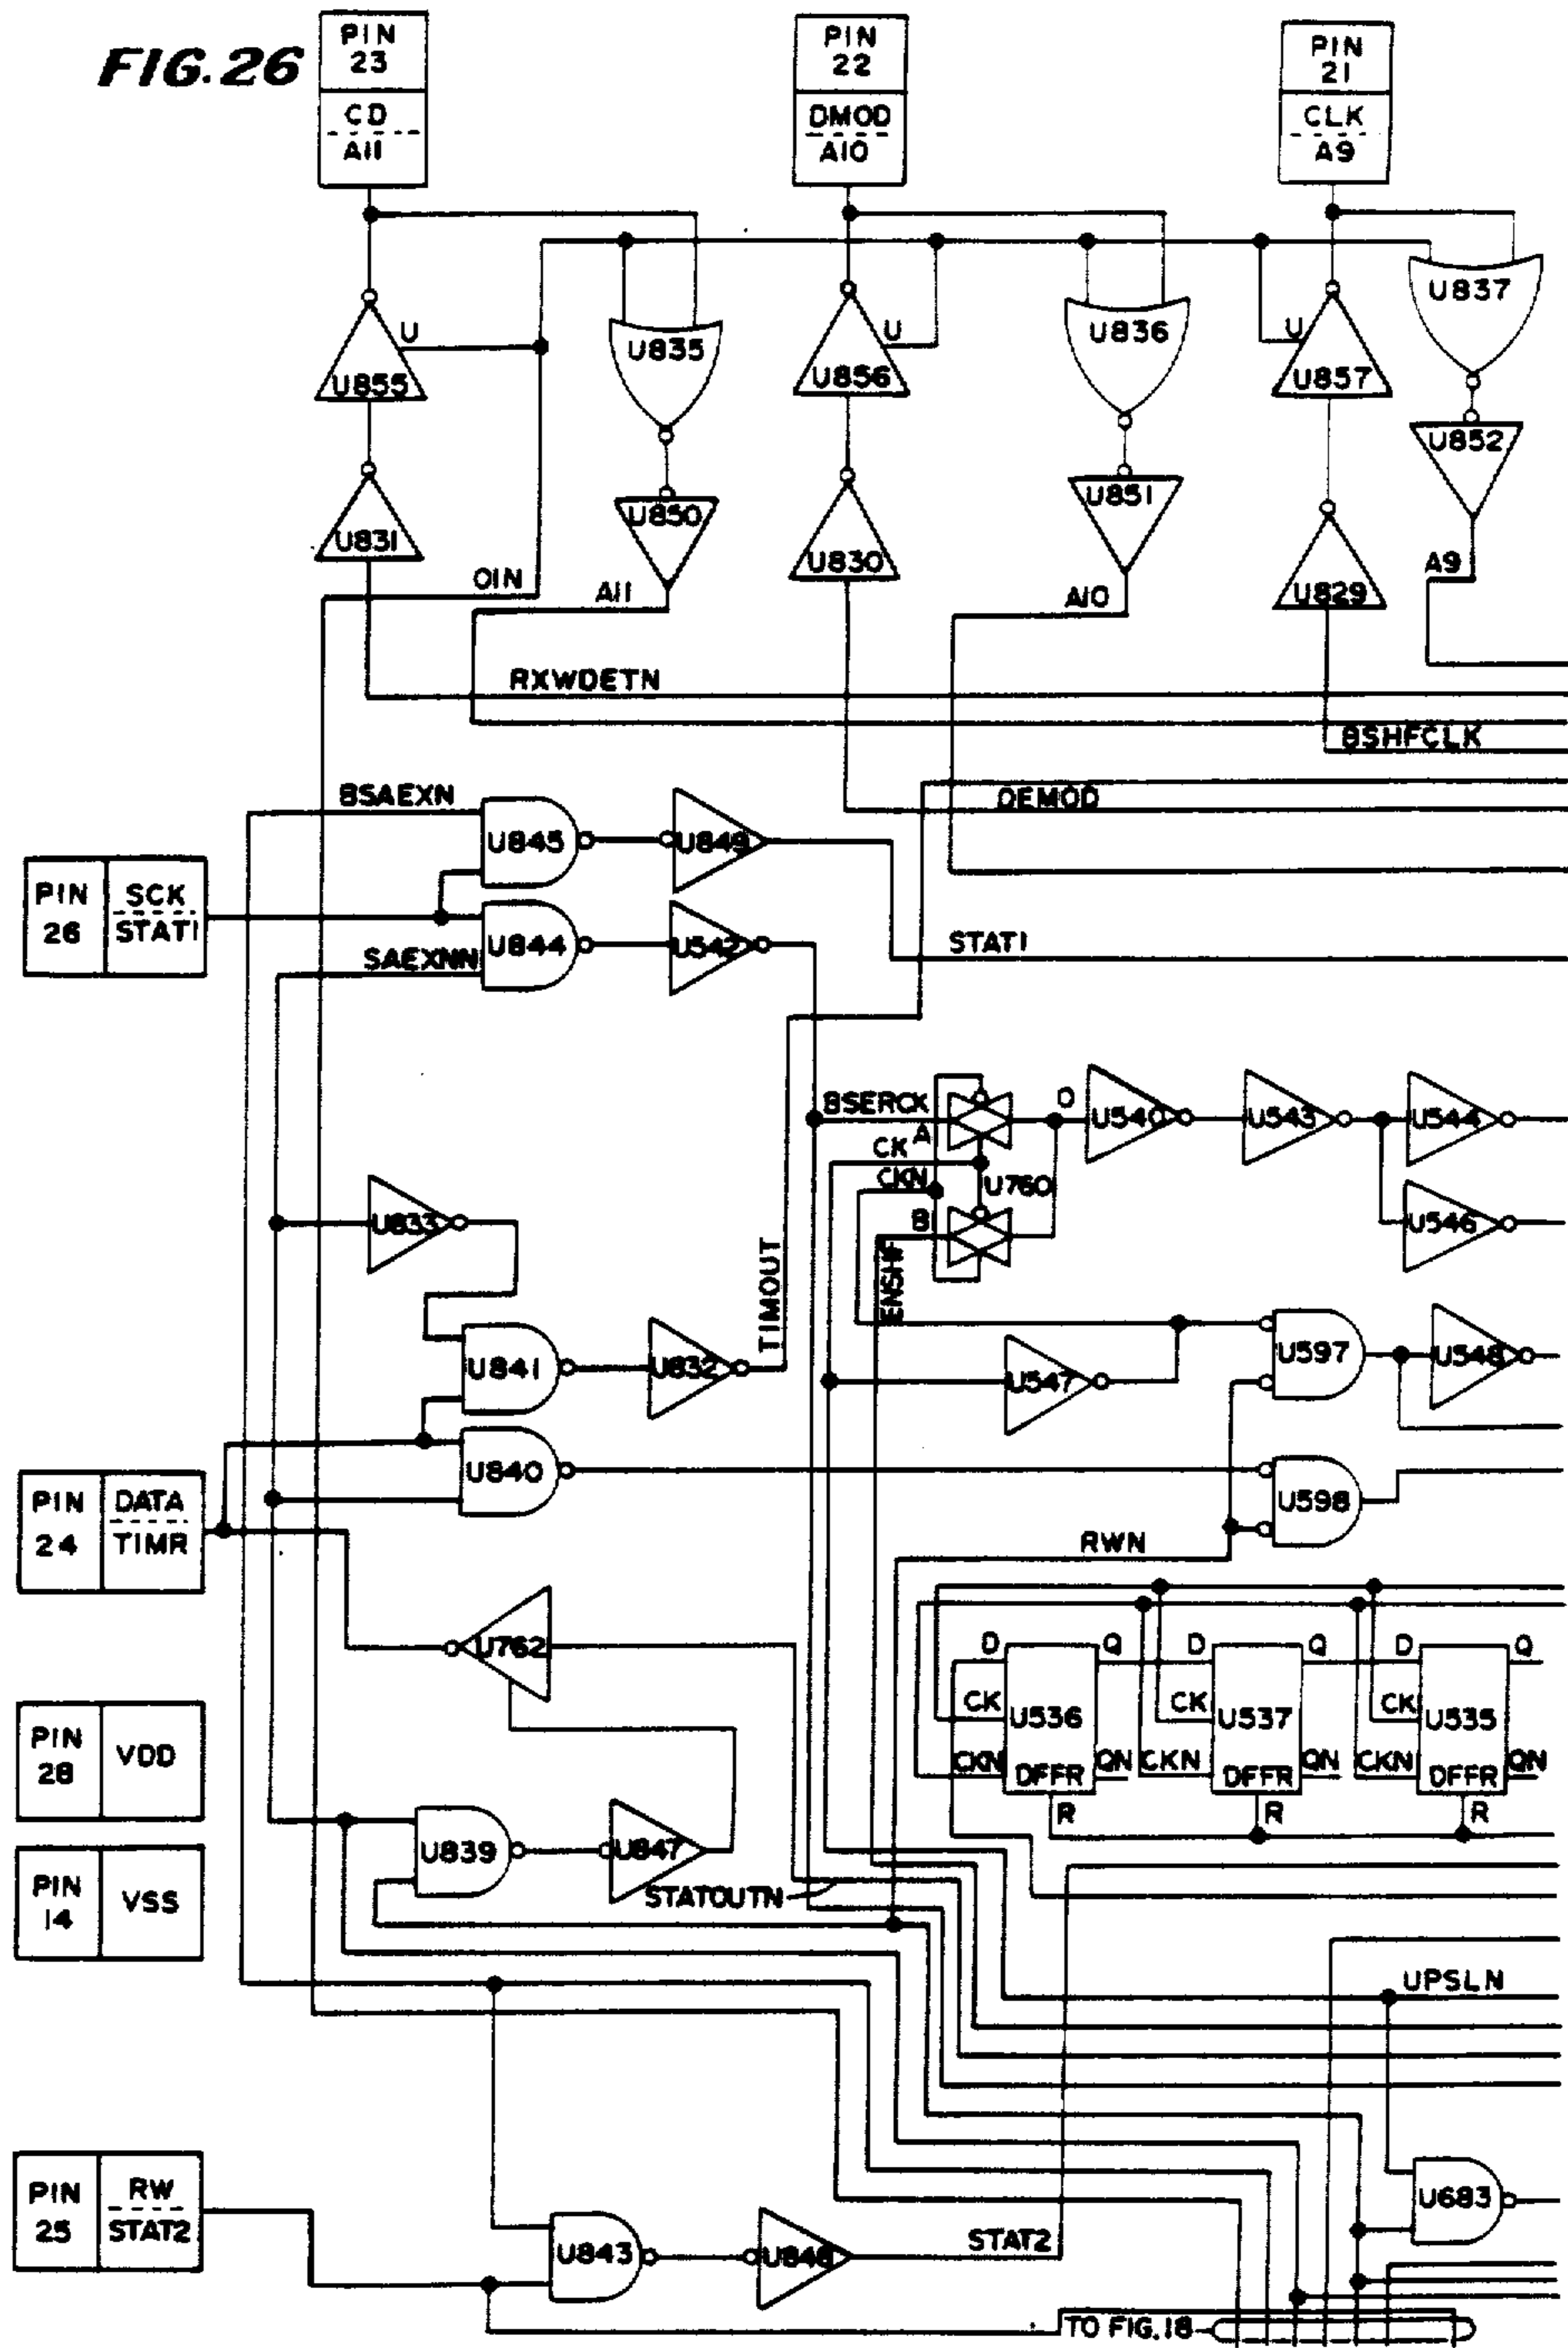 FIG. 26
PIN 23
CD
A11
PIN 22
DMOD
A10
PIN 21
CLK
A9
U835
U836
U837
U
U855
U
U856
U
U857
U852
U850
U851
U831
U830
U829
OIN
A11
A10
A9
RXWDETN
BSHFCLK
DEMOD
BSAEXN
U845
U849
PIN 26
SCK
STAT1
U844
U542
STAT1
SAEXNN
BSERCK
A
O
U540
U543
U544
CK
CKN
U760
B
U546
U833
TIMOUT
ENSHF
U841
U832
U547
U597
U548
U840
U598
PIN 24
DATA
TIMR
RWN
U762
D
Q
D
Q
D
Q
CK
U536
CK
U537
CK
U535
CKN
DFFR
QN
CKN
DFFR
QN
CKN
DFFR
QN
R
R
R
PIN 28
VDD
U839
U847
PIN 14
VSS
STATOUTN
UPSLN
PIN 25
RW
STAT2
U683
U843
STAT2
TO FIG. 18